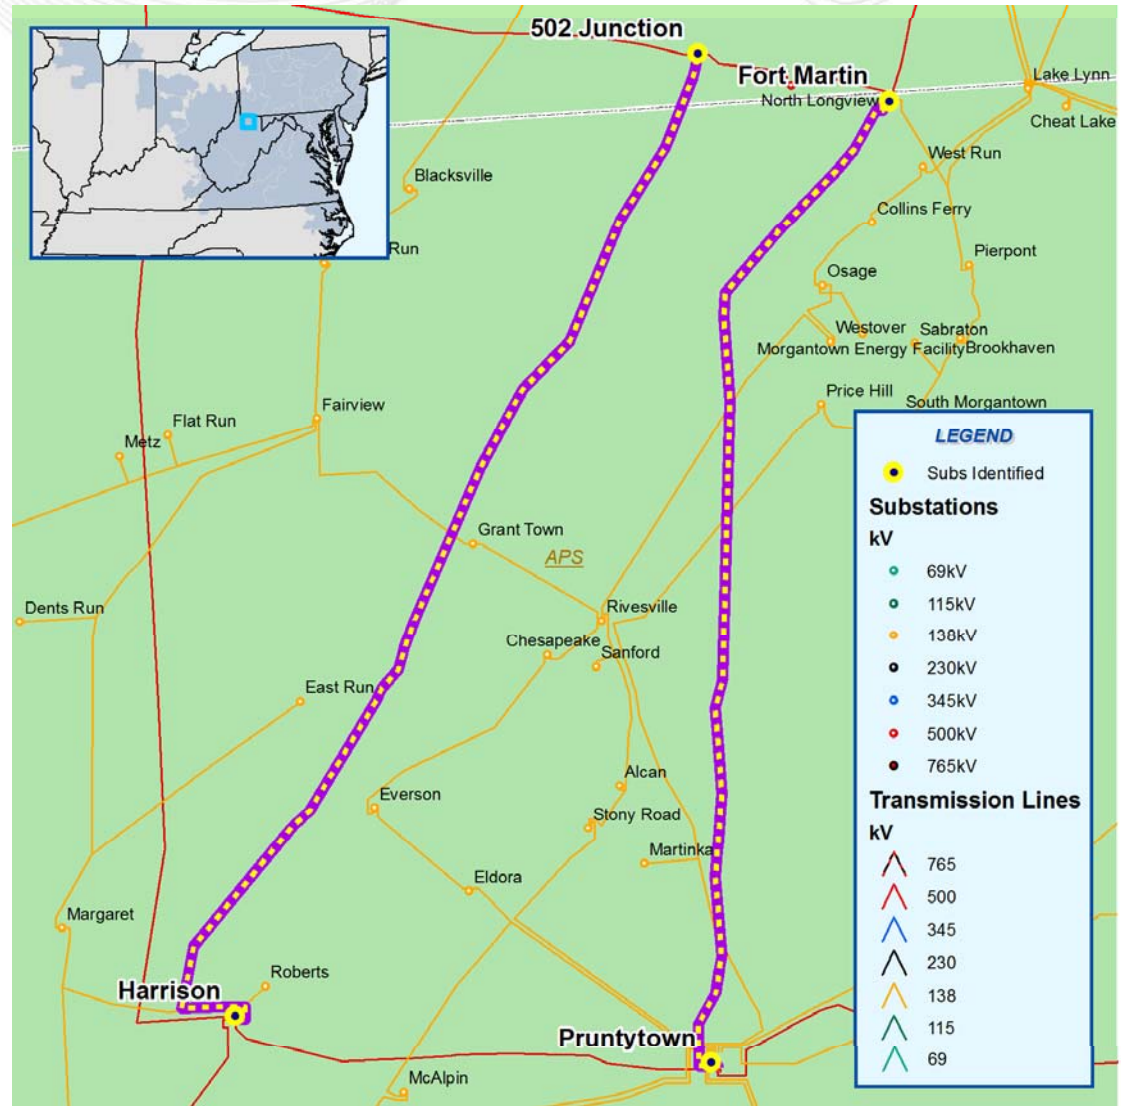 502 Junction
Fort Martin
North Longview
Lake Lynn
Cheat Lake
West Run
Blacksville
Collins Ferry
Run
Pierpont
Osage
Westover
Sabraton
Morgantown Energy Facility
Brookhaven
Price Hill
South Morgantown
Fairview
Flat Run
Metz
Grant Town
APS
Dents Run
Rivesville
Chesapeake
Sanford
East Run
Alcan
Everson
Stony Road
Martinka
Eldora
Margaret
Roberts
Harrison
Pruntytown
McAlpin
LEGEND
Subs Identified
Substations
kV
69kV
115kV
138kV
230kV
345kV
500kV
765kV
Transmission Lines
kV
765
500
345
230
138
115
69